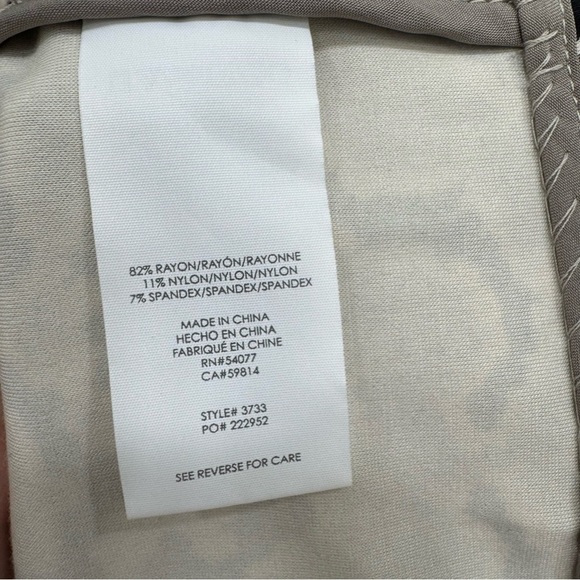 82% RAYON/RAYÓN/RAYONNE
11% NYLON/NYLON/NYLON
7% SPANDEX/SPANDEX/SPANDEX
MADE IN CHINA
HECHO EN CHINA
FABRIQUÉ EN CHINE
RN#54077
CA#59814
STYLE# 3733
PO# 222952
SEE REVERSE FOR CARE